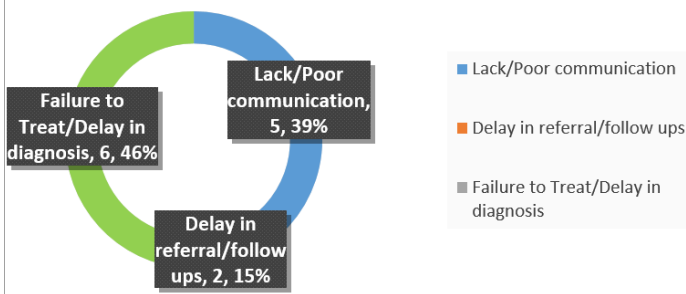 Lack/Poor
communication,
5, 39%
Failure to
Treat/Delay in
diagnosis, 6, 46%
Delay in
referral/follow
ups, 2, 15%
Lack/Poor communication
Delay in referral/follow ups
Failure to Treat/Delay in
diagnosis